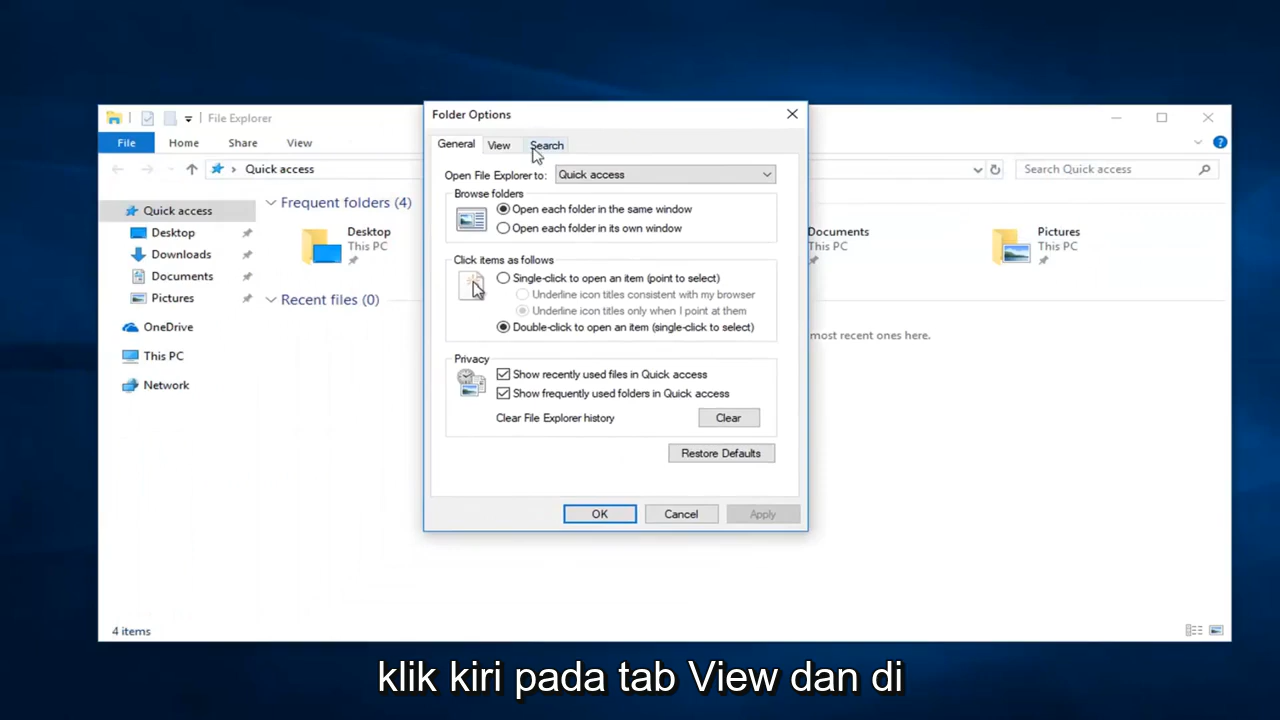 File Explorer
File Home Share View
Quick access
Search Quick access
Quick access
Desktop
Downloads
Documents
Pictures
OneDrive
This PC
Network
Frequent folders (4)
Desktop
This PC
Documents
This PC
Pictures
This PC
Recent files (0)
most recent ones here.
4 items
Folder Options
General View Search
Open File Explorer to: Quick access
Browse folders
Open each folder in the same window
Open each folder in its own window
Click items as follows
Single-click to open an item (point to select)
Underline icon titles consistent with my browser
Underline icon titles only when I point at them
Double-click to open an item (single-click to select)
Privacy
Show recently used files in Quick access
Show frequently used folders in Quick access
Clear File Explorer history Clear
Restore Defaults
OK Cancel Apply
klik kiri pada tab View dan di